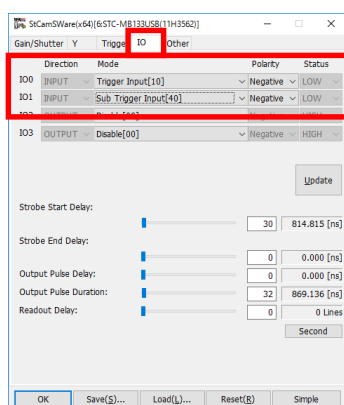 StCamSWare(x64)[6:STC-MB133USB(11H3562)]
Gain/Shutter Y Trigge IO Other
Direction Mode Polarity Status
IO0 INPUT Trigger Input[10] Negative LOW
IO1 INPUT Sub Trigger Input[40] Negative LOW
IO3 OUTPUT Disable[00] Negative HIGH
Update
Strobe Start Delay:
30 814.815 [ns]
Strobe End Delay:
0 0.000 [ns]
Output Pulse Delay: 0 0.000 [ns]
Output Pulse Duration: 32 869.136 [ns]
Readout Delay: 0 0 Lines
Second
OK Save(S)... Load(L)... Reset(R) Simple